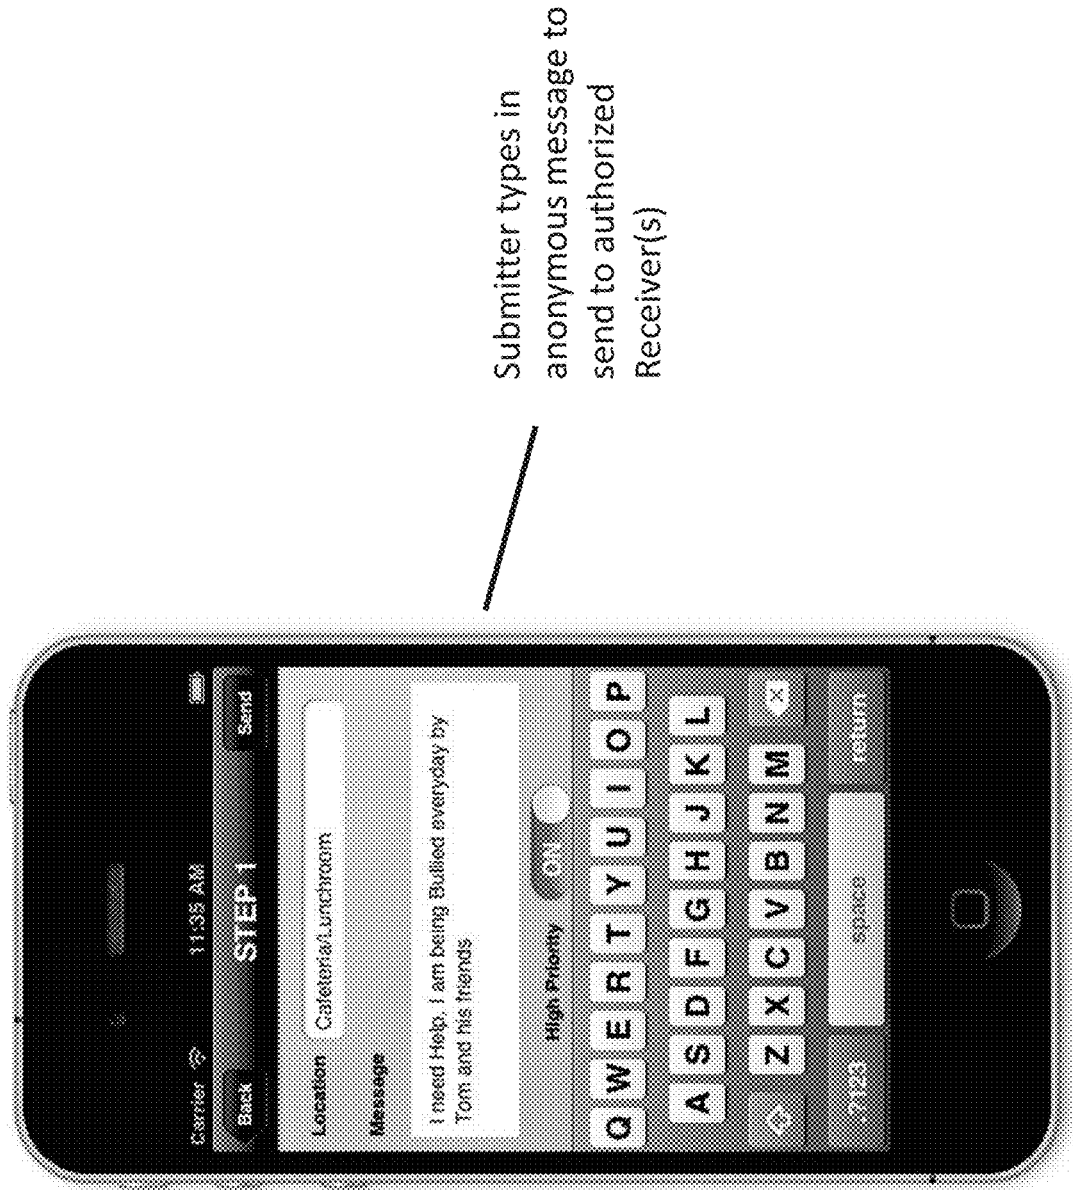 Carrier 11:35 AM
Back STEP 1 Send
Location Cafeteria/Lunchroom
Message
I need Help, I am being Bullied everyday by
Tom and his friends
High Priority ON
Q W E R T Y U I O P
A S D F G H J K L
Z X C V B N M
.?123 space return
Submitter types in
anonymous message to
send to authorized
Receiver(s)